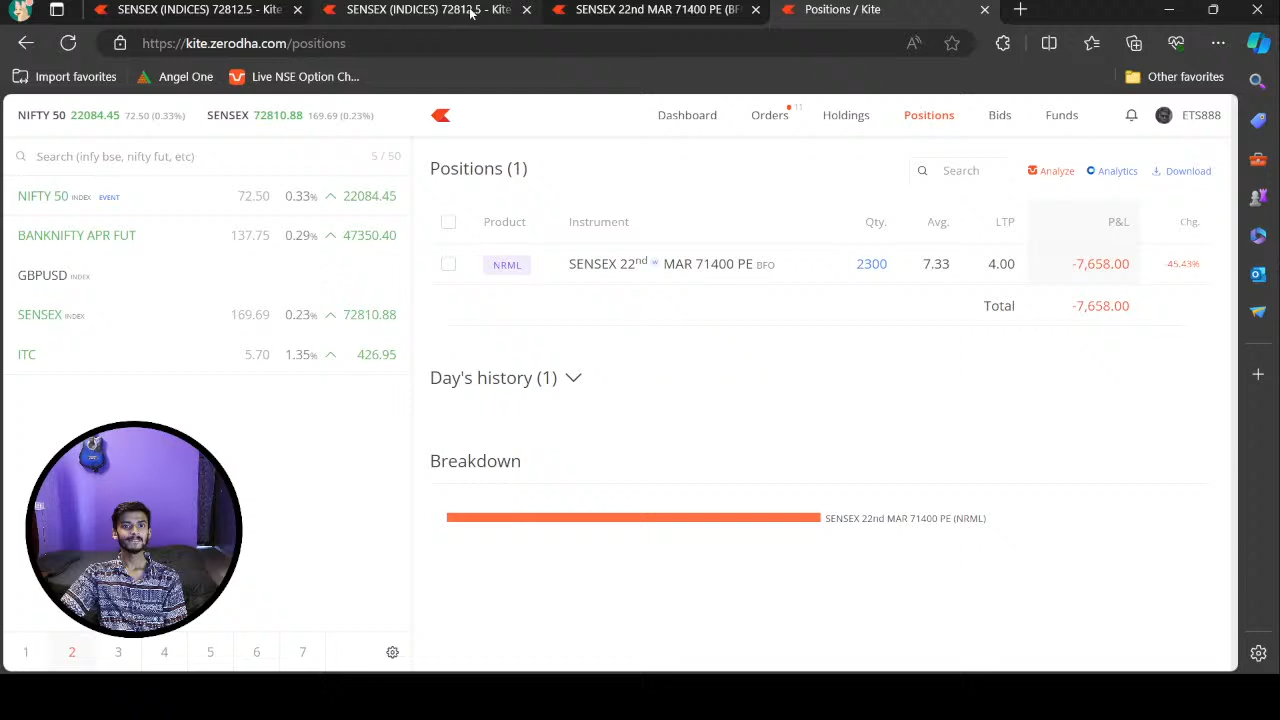 SENSEX (INDICES) 72812.5 - Kite
SENSEX (INDICES) 72812.5 - Kite
SENSEX 22nd MAR 71400 PE (BF
Positions / Kite
https://kite.zerodha.com/positions
Import favorites
Angel One
Live NSE Option Ch...
Other favorites
NIFTY 50 22084.45 72.50 (0.33%) SENSEX 72810.88 169.69 (0.23%)
Dashboard Orders 11 Holdings Positions Bids Funds ETS888
Search (infy bse, nifty fut, etc) 5 / 50
NIFTY 50 INDEX EVENT 72.50 0.33% 22084.45
BANKNIFTY APR FUT 137.75 0.29% 47350.40
GBPUSD INDEX
SENSEX INDEX 169.69 0.23% 72810.88
ITC 5.70 1.35% 426.95
1 2 3 4 5 6 7
Positions (1) Search Analyze Analytics Download
Product Instrument Qty. Avg. LTP P&L Chg.
NRML SENSEX 22nd w MAR 71400 PE BFO 2300 7.33 4.00 -7,658.00 -45.43%
Total -7,658.00
Day's history (1)
Breakdown
SENSEX 22nd MAR 71400 PE (NRML)